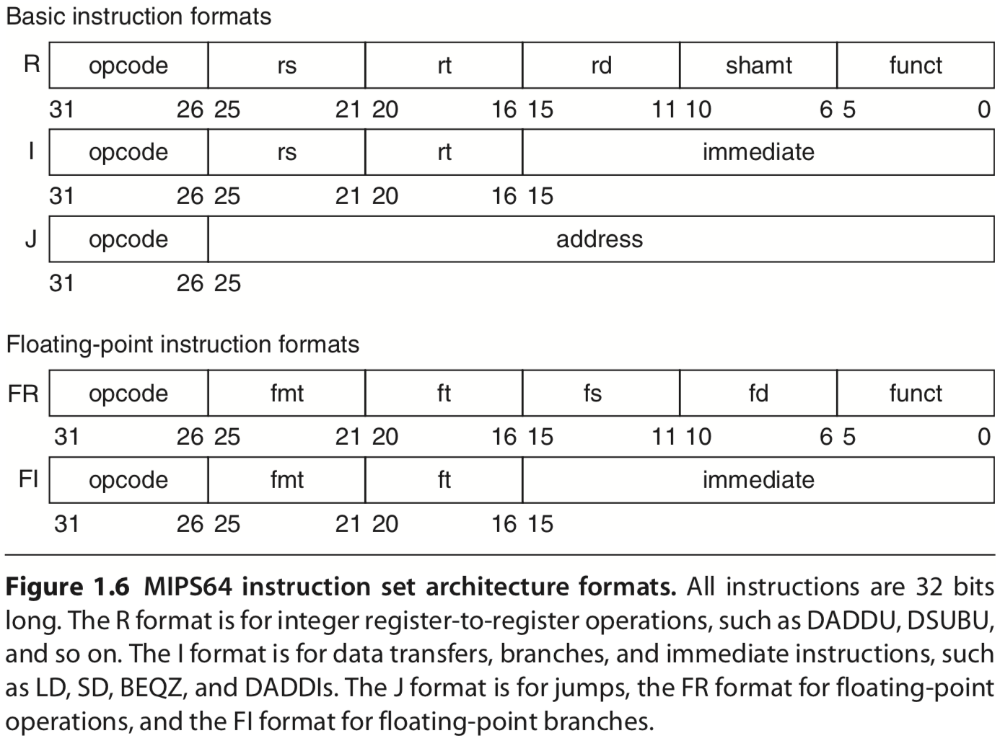 Basic instruction formats
R opcode rs rt rd shamt funct
31 26 25 21 20 16 15 11 10 6 5 0
I opcode rs rt immediate
31 26 25 21 20 16 15
J opcode address
31 26 25
Floating-point instruction formats
FR opcode fmt ft fs fd funct
31 26 25 21 20 16 15 11 10 6 5 0
FI opcode fmt ft immediate
31 26 25 21 20 16 15
Figure 1.6 MIPS64 instruction set architecture formats. All instructions are 32 bits
long. The R format is for integer register-to-register operations, such as DADDU, DSUBU,
and so on. The I format is for data transfers, branches, and immediate instructions, such
as LD, SD, BEQZ, and DADDIs. The J format is for jumps, the FR format for floating-point
operations, and the FI format for floating-point branches.